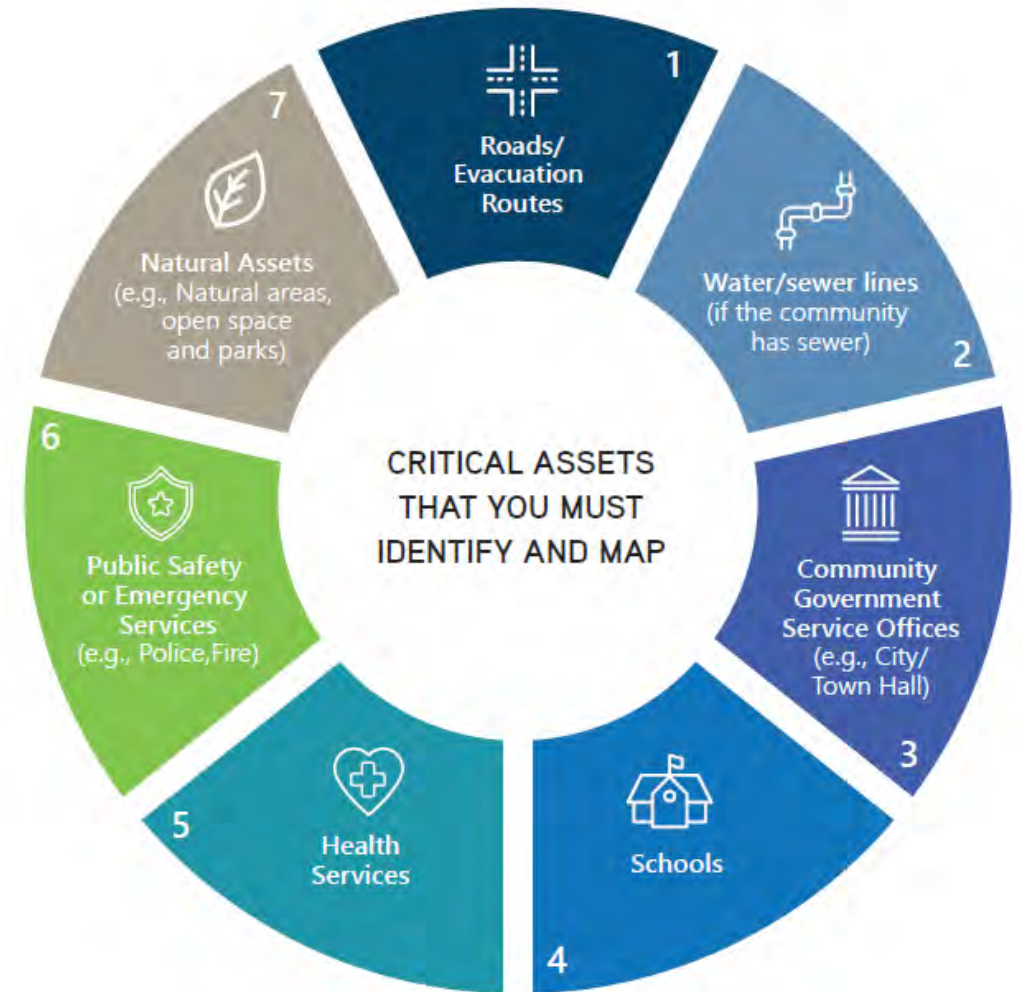 CRITICAL ASSETS
THAT YOU MUST
IDENTIFY AND MAP
1
Roads/
Evacuation
Routes
Water/sewer lines
(if the community
has sewer)
2
Community
Government
Service Offices
(e.g., City/
Town Hall)
3
Schools
4
5
Health
Services
6
Public Safety
or Emergency
Services
(e.g., Police,Fire)
7
Natural Assets
(e.g., Natural areas,
open space
and parks)